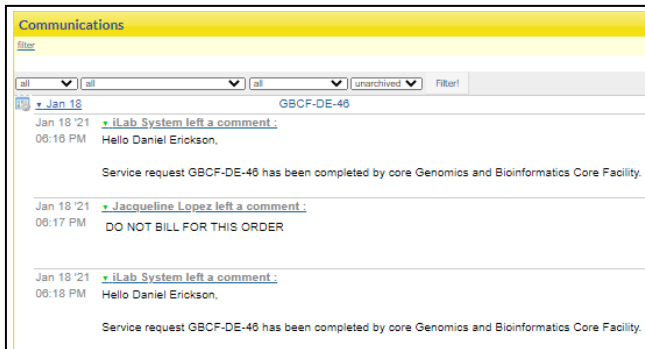 Communications
filter
all all all unarchived Filter!
Jan 18 GBCF-DE-46
Jan 18 '21 iLab System left a comment :
06:16 PM Hello Daniel Erickson,
Service request GBCF-DE-46 has been completed by core Genomics and Bioinformatics Core Facility.
Jan 18 '21 Jacqueline Lopez left a comment :
06:17 PM DO NOT BILL FOR THIS ORDER
Jan 18 '21 iLab System left a comment :
06:18 PM Hello Daniel Erickson,
Service request GBCF-DE-46 has been completed by core Genomics and Bioinformatics Core Facility.